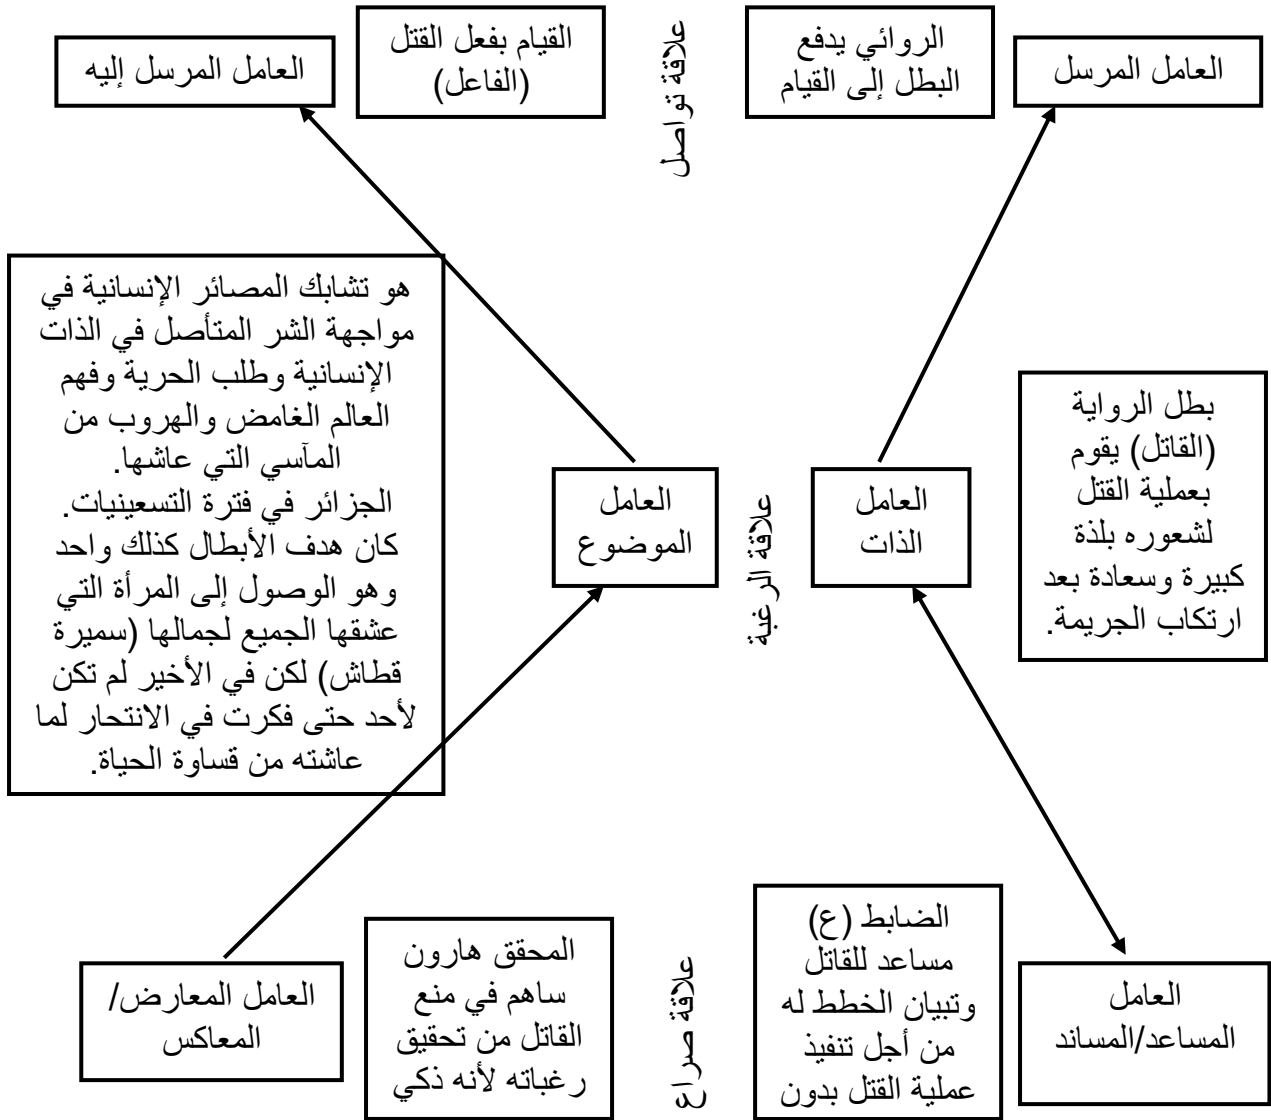 العامل المرسل
الروائي يدفع
البطل إلى القيام
علاقة تواصل
القيام بفعل القتل
(الفاعل)
العامل المرسل إليه
بطل الرواية
(القاتل) يقوم
بعملية القتل
لشعوره بلذة
كبيرة وسعادة بعد
ارتكاب الجريمة.
العامل
الذات
علاقة الرغبة
العامل
الموضوع
هو تشابك المصائر الإنسانية في
مواجهة الشر المتأصل في الذات
الإنسانية وطلب الحرية وفهم
العالم الغامض والهروب من
المآسي التي عاشها.
الجزائر في فترة التسعينيات.
كان هدف الأبطال كذلك واحد
وهو الوصول إلى المرأة التي
عشقها الجميع لجمالها (سميرة
قطاش) لكن في الأخير لم تكن
لأحد حتى فكرت في الانتحار لما
عاشته من قساوة الحياة.
العامل
المساعد/المساند
الضابط (ع)
مساعد للقاتل
وتبيان الخطط له
من أجل تنفيذ
عملية القتل بدون
علاقة صراع
المحقق هارون
ساهم في منع
القاتل من تحقيق
رغباته لأنه ذكي
العامل المعارض/
المعاكس